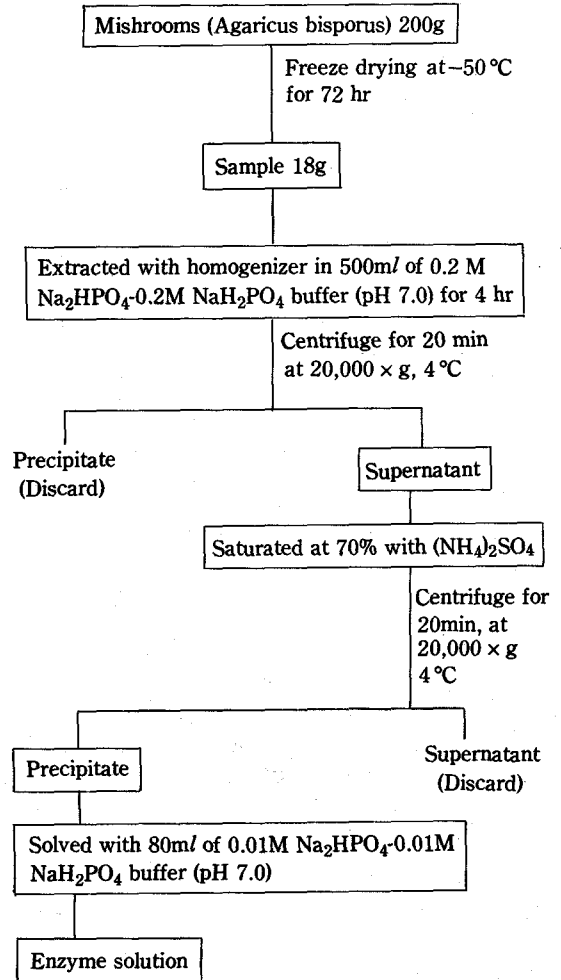 Mishrooms (Agaricus bisporus) 200g
Freeze drying at −50 °C
for 72 hr
Sample 18g
Extracted with homogenizer in 500ml of 0.2 M
Na₂HPO₄-0.2M NaH₂PO₄ buffer (pH 7.0) for 4 hr
Centrifuge for 20 min
at 20,000 × g, 4 °C
Precipitate
(Discard)
Supernatant
Saturated at 70% with (NH₄)₂SO₄
Centrifuge for
20min, at
20,000 × g
4 °C
Precipitate
Supernatant
(Discard)
Solved with 80ml of 0.01M Na₂HPO₄-0.01M
NaH₂PO₄ buffer (pH 7.0)
Enzyme solution